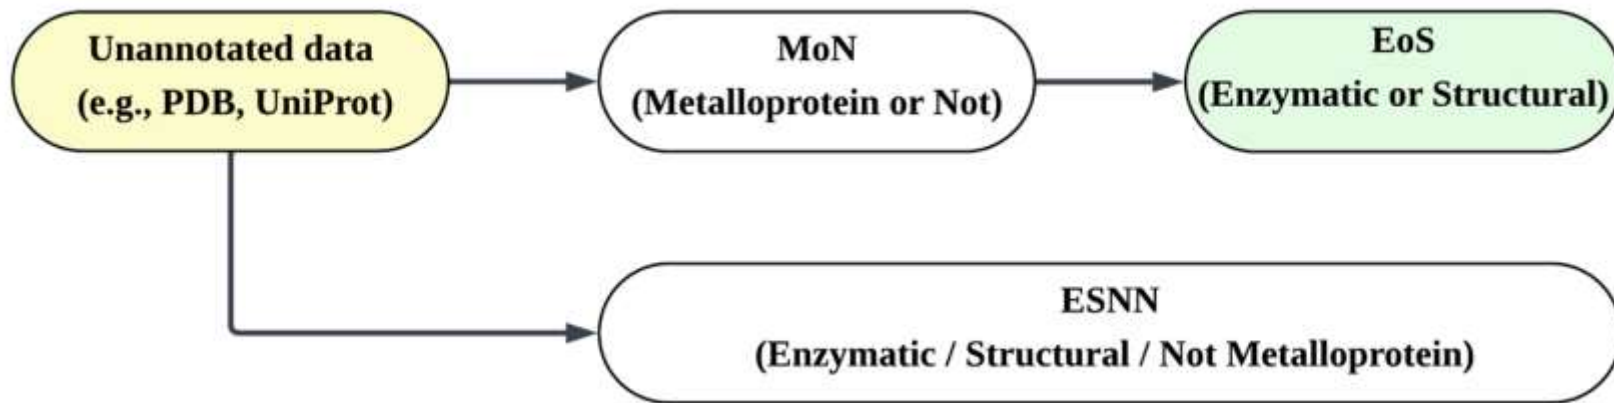 Unannotated data
(e.g., PDB, UniProt)
MoN
(Metalloprotein or Not)
EoS
(Enzymatic or Structural)
ESNN
(Enzymatic / Structural / Not Metalloprotein)